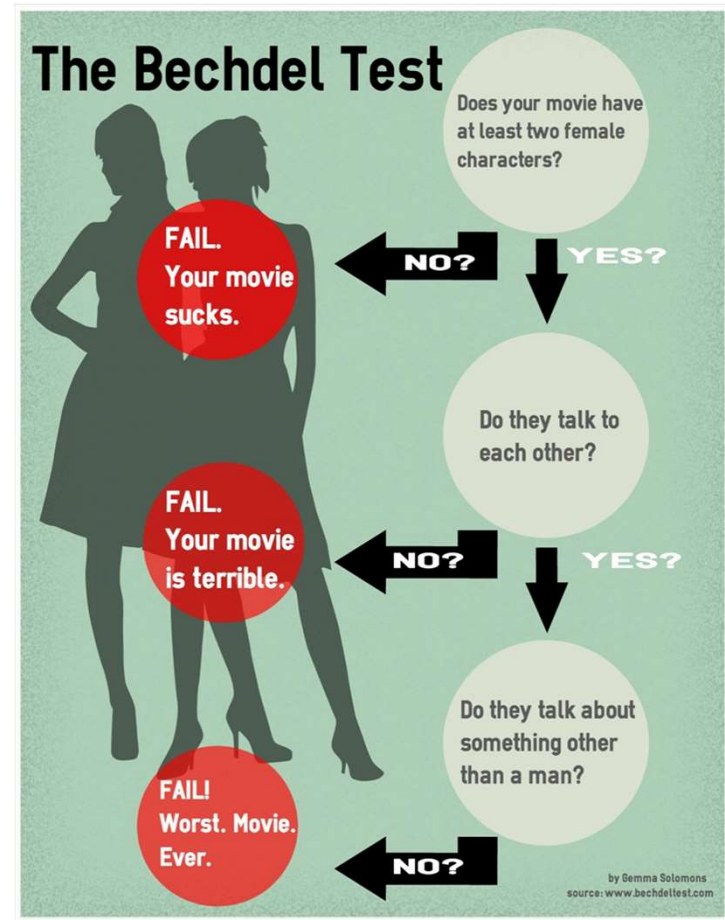 The Bechdel Test
Does your movie have
at least two female
characters?
FAIL.
Your movie
sucks.
NO?
YES?
Do they talk to
each other?
FAIL.
Your movie
is terrible.
NO?
YES?
Do they talk about
something other
than a man?
FAIL!
Worst. Movie.
Ever.
NO?
by Gemma Solomons
source: www.bechdeltest.com